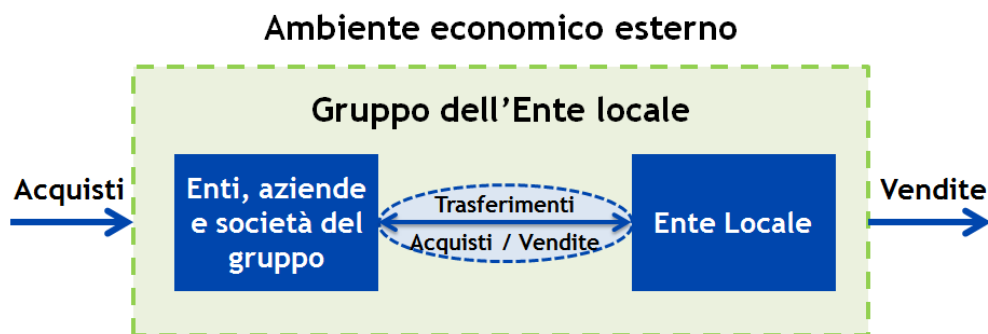 Ambiente economico esterno
Gruppo dell’Ente locale
Acquisti
Enti, aziende
e società del
gruppo
Trasferimenti
Acquisti / Vendite
Ente Locale
Vendite